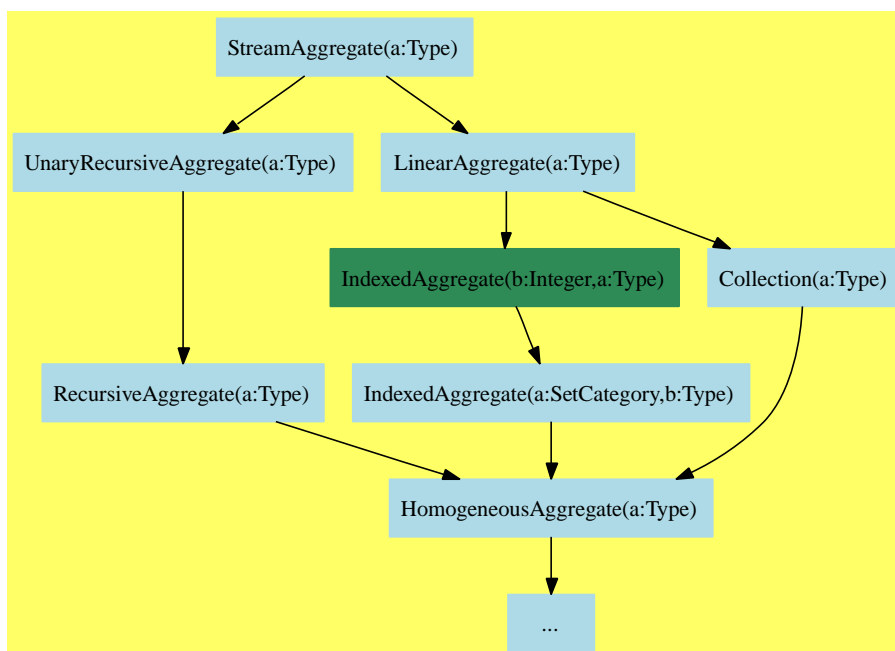 StreamAggregate(a:Type)
UnaryRecursiveAggregate(a:Type)
LinearAggregate(a:Type)
IndexedAggregate(b:Integer,a:Type)
Collection(a:Type)
RecursiveAggregate(a:Type)
IndexedAggregate(a:SetCategory,b:Type)
HomogeneousAggregate(a:Type)
...